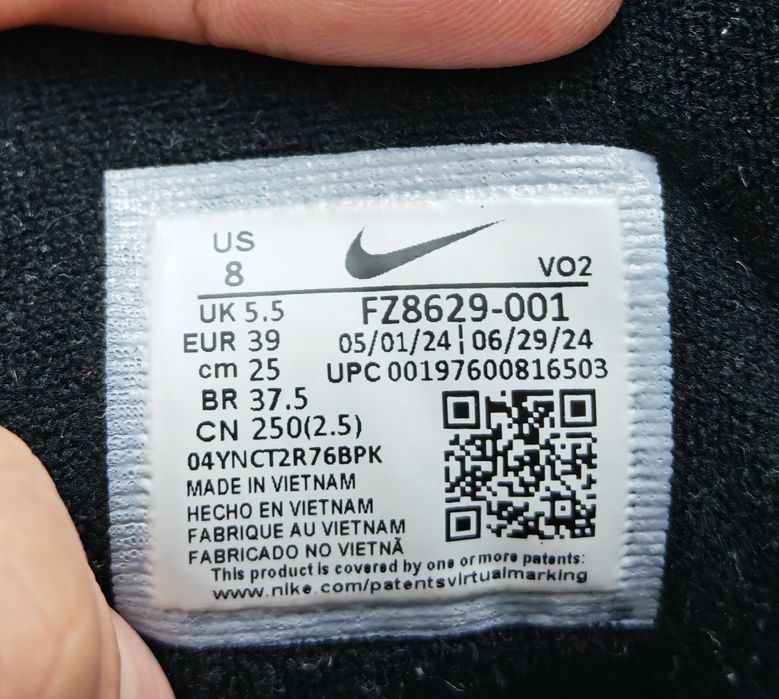 US
8
VO2
UK 5.5
FZ8629-001
EUR 39
05/01/24 ¦ 06/29/24
cm 25
UPC 00197600816503
BR 37.5
CN 250(2.5)
04YNCT2R76BPK
MADE IN VIETNAM
HECHO EN VIETNAM
FABRIQUE AU VIETNAM
FABRICADO NO VIETNÃ
This product is covered by one or more patents:
www.nike.com/patentsvirtualmarking